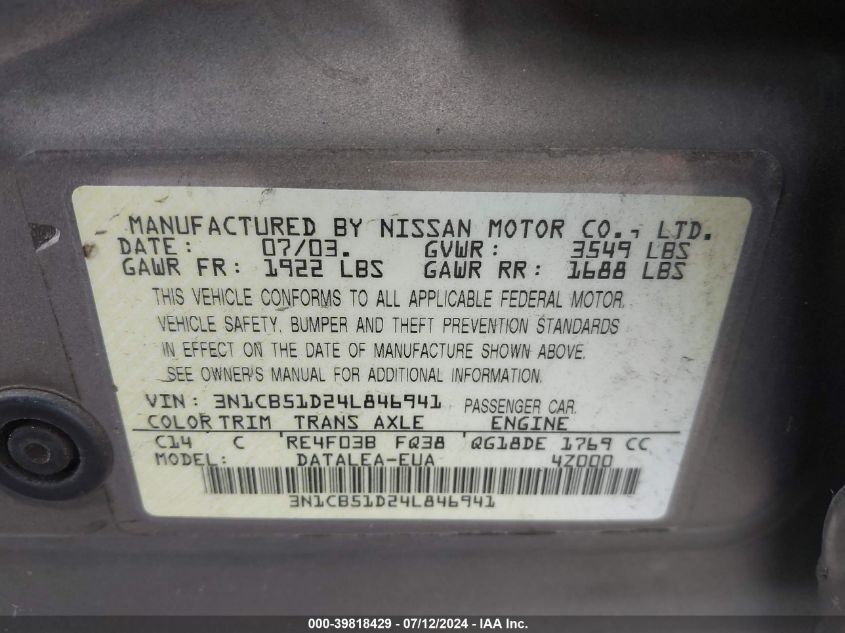 MANUFACTURED BY NISSAN MOTOR CO., LTD.
DATE: 07/03. GVWR: 3549 LBS
GAWR FR: 1922 LBS GAWR RR: 1688 LBS
THIS VEHICLE CONFORMS TO ALL APPLICABLE FEDERAL MOTOR
VEHICLE SAFETY, BUMPER AND THEFT PREVENTION STANDARDS
IN EFFECT ON THE DATE OF MANUFACTURE SHOWN ABOVE.
SEE OWNER'S MANUAL FOR ADDITIONAL INFORMATION.
VIN: 3N1CB51D24L846941 PASSENGER CAR
COLOR TRIM TRANS AXLE ENGINE
C14 C RE4F03B FQ38 QG18DE 1769 CC
MODEL: DATALEA-EUA 4Z000
3N1CB51D24L846941
000-39818429 - 07/12/2024 - IAA Inc.